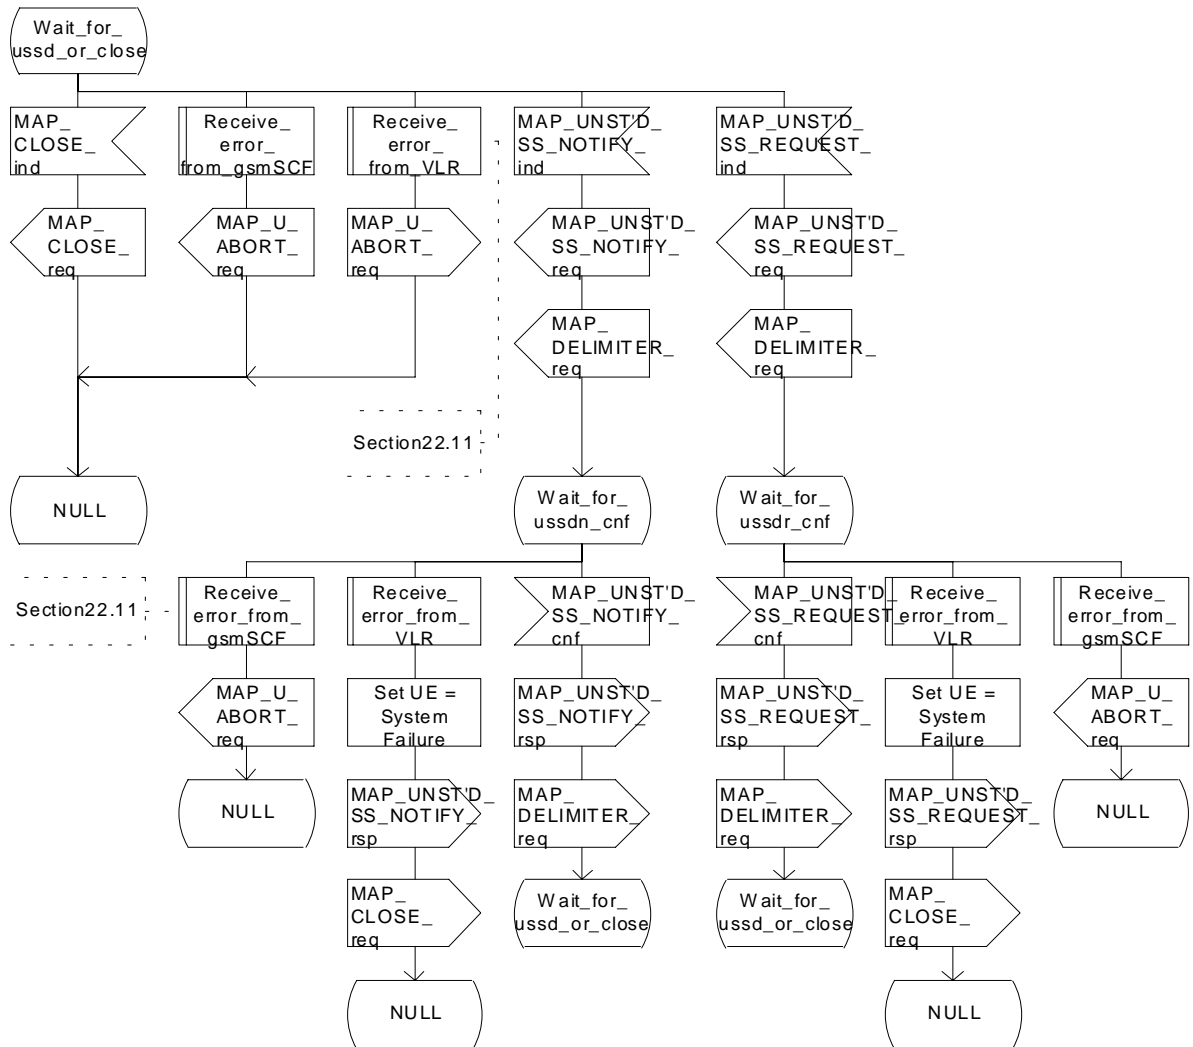 Wait_for_
ussd_or_close
MAP_
CLOSE_
ind
Receive_
error_
from_gsmSCF
Receive_
error_
from_VLR
MAP_UNST'D_
SS_NOTIFY_
ind
MAP_UNST'D_
SS_REQUEST_
ind
MAP_
CLOSE_
req
MAP_U_
ABORT_
req
MAP_U_
ABORT_
req
MAP_UNST'D_
SS_NOTIFY_
req
MAP_UNST'D_
SS_REQUEST_
req
MAP_
DELIMITER_
req
MAP_
DELIMITER_
req
Section22.11
NULL
Wait_for_
ussdn_cnf
Wait_for_
ussdr_cnf
Section22.11
Receive_
error_from_
gsmSCF
Receive_
error_from_
VLR
MAP_UNST'D_
SS_NOTIFY_
cnf
MAP_UNST'D_
SS_REQUEST_
cnf
Receive_
error_from_
VLR
Receive_
error_from_
gsmSCF
MAP_U_
ABORT_
req
Set UE =
System
Failure
MAP_UNST'D_
SS_NOTIFY_
rsp
MAP_UNST'D_
SS_REQUEST_
rsp
Set UE =
System
Failure
MAP_U_
ABORT_
req
NULL
MAP_UNST'D_
SS_NOTIFY_
rsp
MAP_
DELIMITER_
req
MAP_
DELIMITER_
req
MAP_UNST'D_
SS_REQUEST_
rsp
NULL
MAP_
CLOSE_
req
Wait_for_
ussd_or_close
Wait_for_
ussd_or_close
MAP_
CLOSE_
req
NULL
NULL